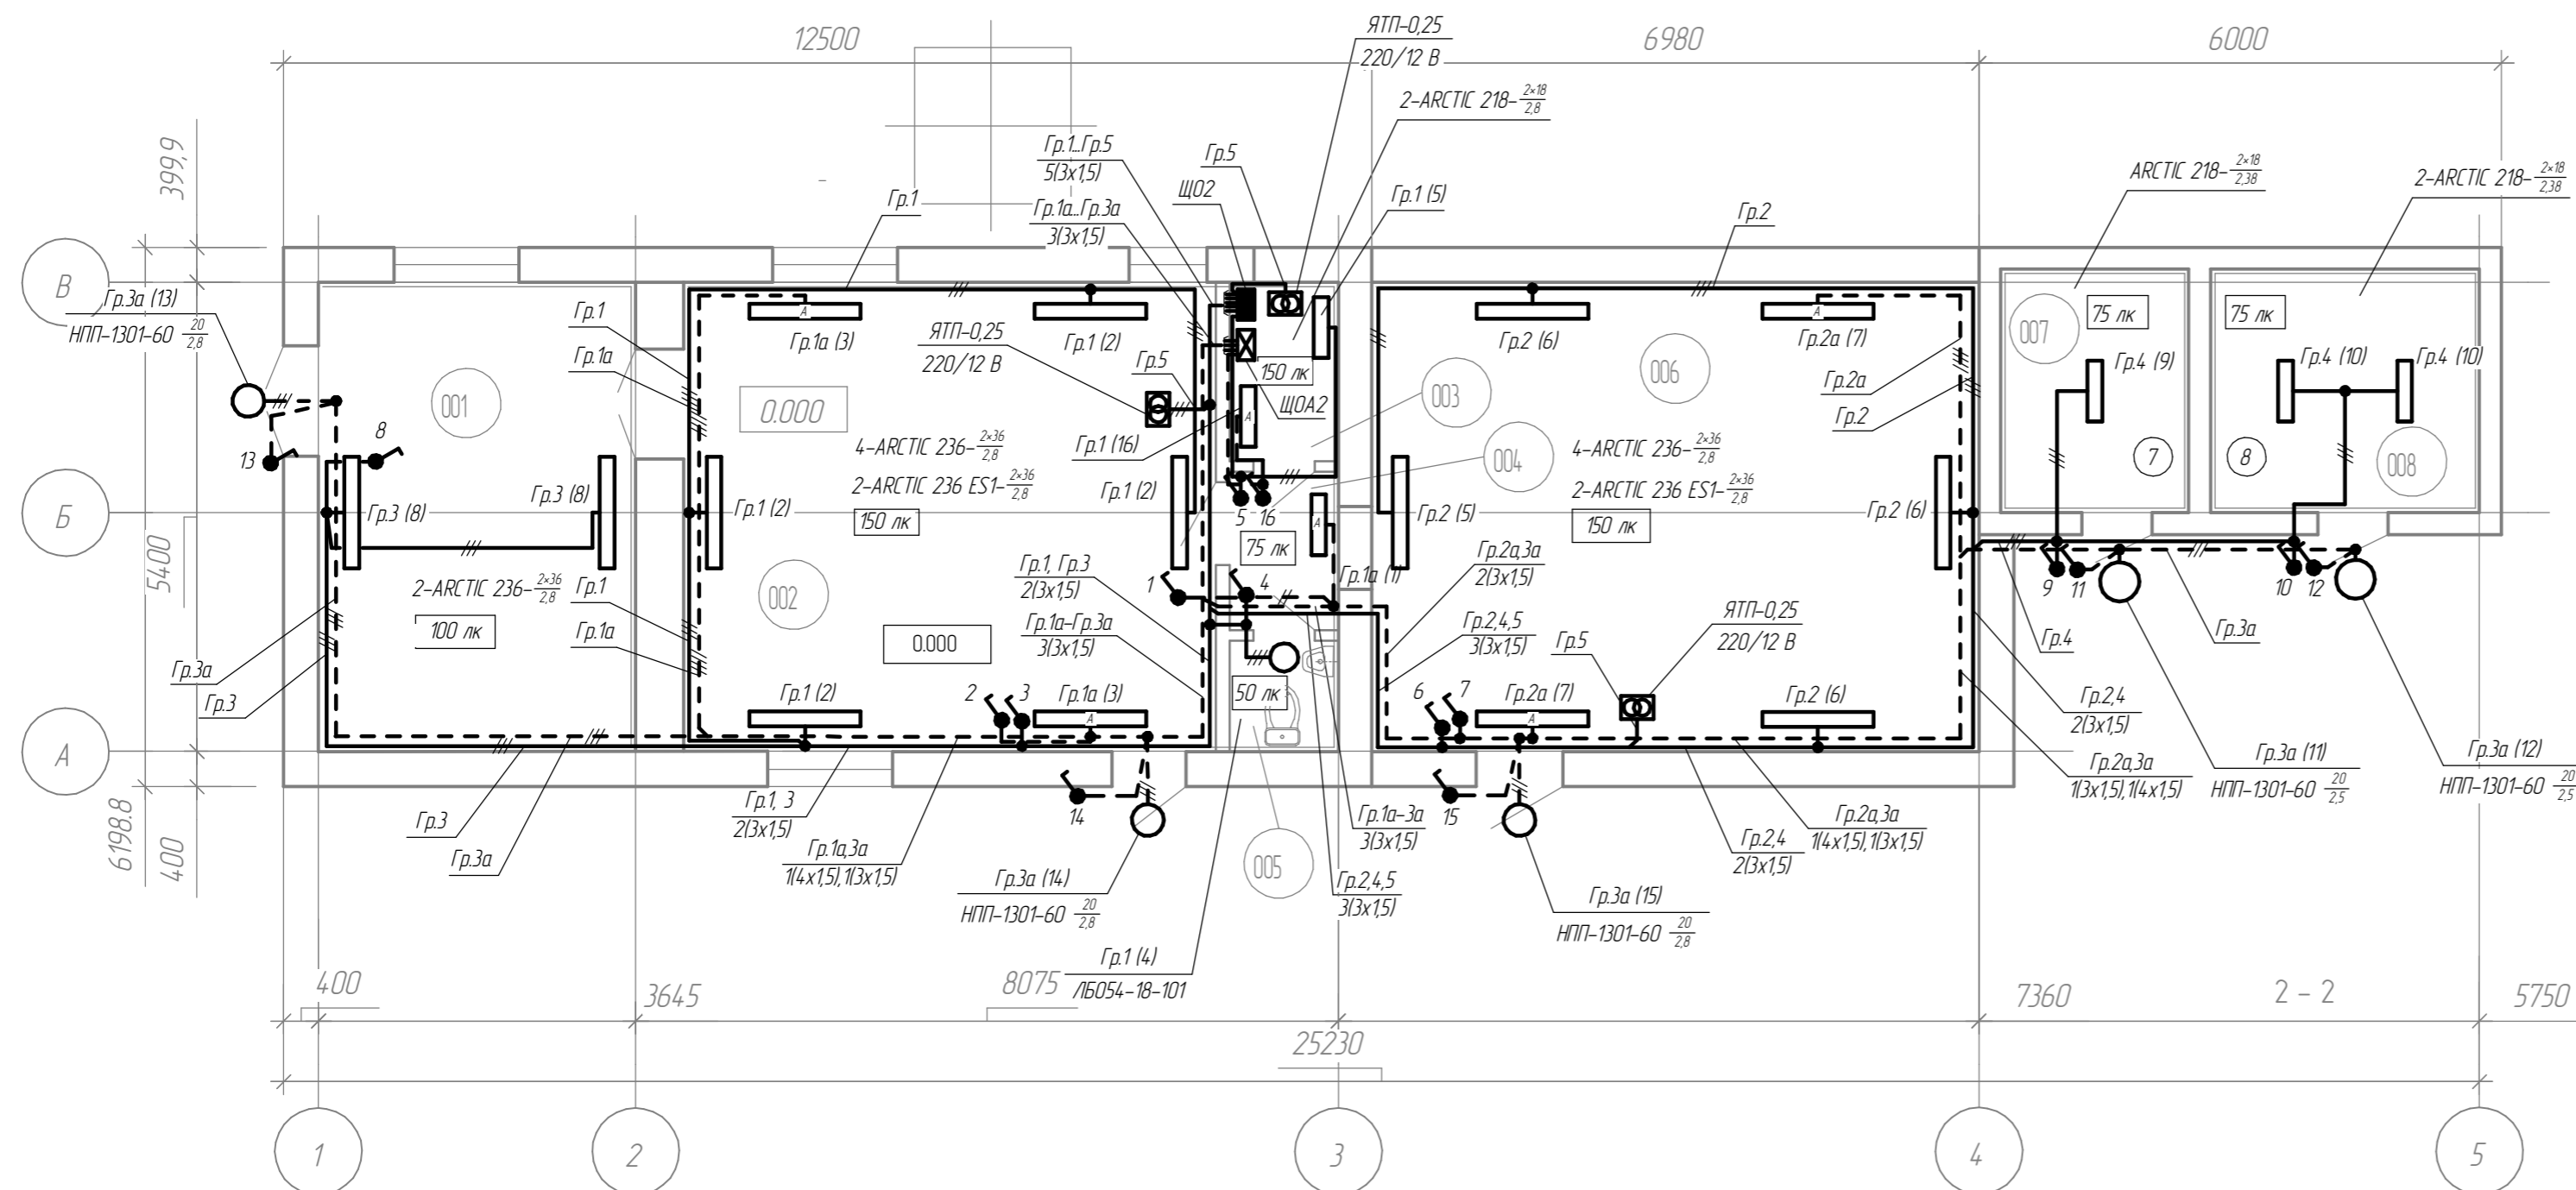 12500
6980
6000
ЯТП-0,25
220/12 В
2-ARCTIC 218- 2×18
2,8
399,9
Гр.1...Гр.5
5(3х1,5)
Гр.5
ЩО2
Гр.1а...Гр.3а
3(3х1,5)
Гр.1
Гр.1 (5)
Гр.2
ARCTIC 218- 2×18
2,38
2-ARCTIC 218- 2×18
2,38
В
Гр.3а (13)
НПП-1301-60 20
2,8
Гр.1
Гр.1а
А
Гр.1а (3)
Гр.1 (2)
ЯТП-0,25
220/12 В
Гр.5
150 лк
ЩОА2
Гр.2 (6)
А
Гр.2а (7)
Гр.2а
Гр.2
007
75 лк
75 лк
Гр.4 (9)
Гр.4 (10)
Гр.4 (10)
001
0.000
003
006
13
8
4-ARCTIC 236- 2×36
2,8
2-ARCTIC 236 ES1- 2×36
2,8
150 лк
Гр.1 (16)
А
004
4-ARCTIC 236- 2×36
2,8
2-ARCTIC 236 ES1- 2×36
2,8
150 лк
7
8
008
Б
Гр.3 (8)
Гр.3 (8)
Гр.1 (2)
Гр.1 (2)
5
16
А
Гр.2 (5)
Гр.2 (6)
5400
75 лк
Гр.1а (1)
Гр.2а,3а
2(3х1,5)
2-ARCTIC 236- 2×36
2,8
100 лк
Гр.1
Гр.1а
002
0.000
Гр.1, Гр.3
2(3х1,5)
Гр.1а-Гр.3а
3(3х1,5)
1
4
Гр.2,4,5
3(3х1,5)
Гр.5
ЯТП-0,25
220/12 В
9
11
10
12
Гр.4
Гр.3а
Гр.3а
Гр.3
Гр.1 (2)
2
3
Гр.1а (3)
А
50 лк
6
7
Гр.2а (7)
А
Гр.2 (6)
Гр.2,4
2(3х1,5)
А
Гр.2а,3а
1(3х1,5),1(4х1,5)
Гр.3а (11)
НПП-1301-60 20
2,5
Гр.3а (12)
НПП-1301-60 20
2,5
6198.8
400
Гр.3
Гр.3а
Гр.1, 3
2(3х1,5)
Гр.1а,3а
1(4х1,5),1(3х1,5)
14
15
Гр.1а-3а
3(3х1,5)
Гр.2,4
2(3х1,5)
Гр.2а,3а
1(4х1,5),1(3х1,5)
Гр.3а (14)
НПП-1301-60 20
2,8
005
Гр.2,4,5
3(3х1,5)
Гр.3а (15)
НПП-1301-60 20
2,8
Гр.1 (4)
ЛБО54-18-101
400
3645
8075
7360
2 - 2
5750
25230
1
2
3
4
5